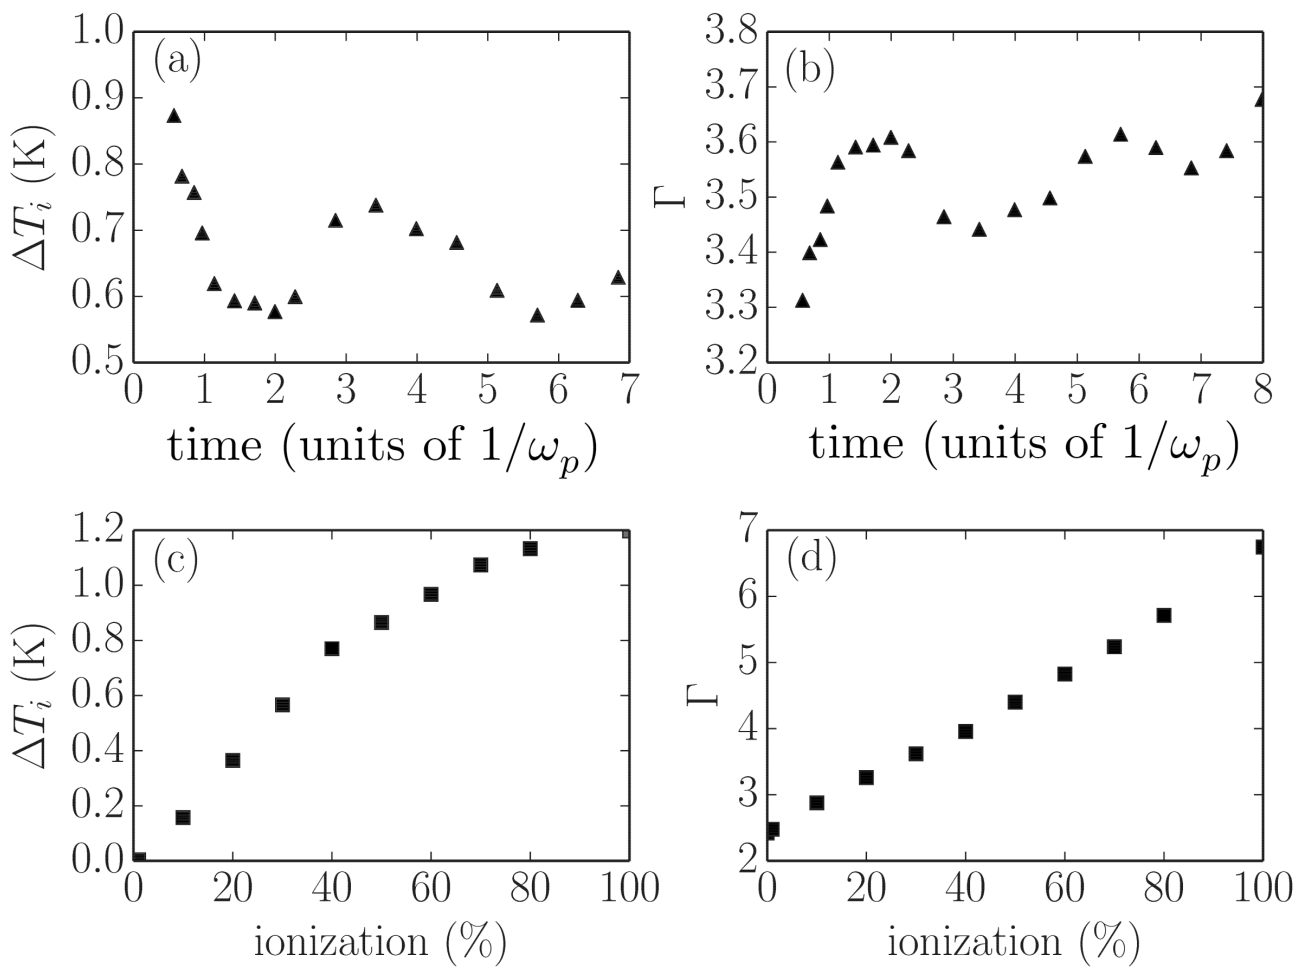 (a)
1.0
0.9
0.8
0.7
0.6
0.5
ΔTᵢ (K)
0 1 2 3 4 5 6 7
time (units of 1/ωₚ)
(b)
3.8
3.7
3.6
3.5
3.4
3.3
3.2
Γ
0 1 2 3 4 5 6 7 8
time (units of 1/ωₚ)
(c)
1.2
1.0
0.8
0.6
0.4
0.2
0.0
ΔTᵢ (K)
0 20 40 60 80 100
ionization (%)
(d)
7
6
5
4
3
2
Γ
0 20 40 60 80 100
ionization (%)